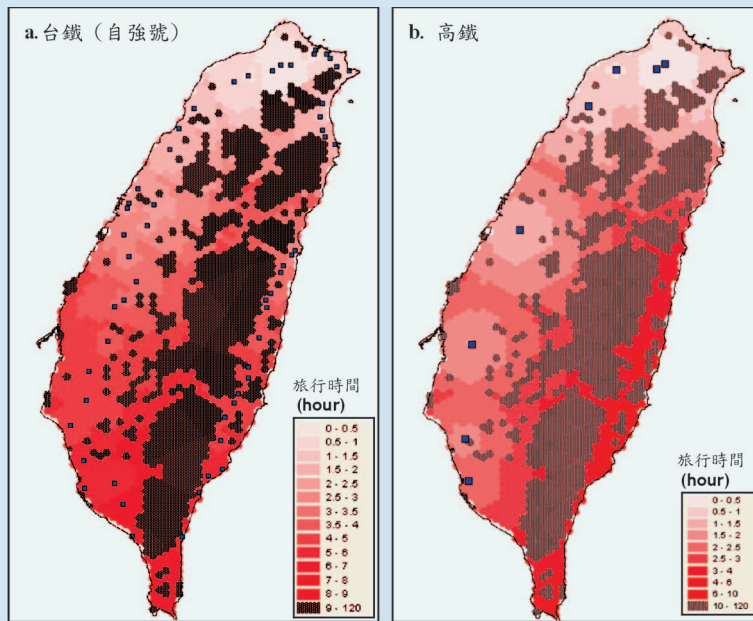 a. 台鐵（自強號）
旅行時間
(hour)
0 - 0.5
0.5 - 1
1 - 1.5
1.5 - 2
2 - 2.5
2.5 - 3
3 - 3.5
3.5 - 4
4 - 5
5 - 6
6 - 7
7 - 8
8 - 9
9 - 120
b. 高鐵
旅行時間
(hour)
0 - 0.5
0.5 - 1
1 - 1.5
1.5 - 2
2 - 2.5
2.5 - 3
3 - 4
4 - 6
6 - 10
10 - 120